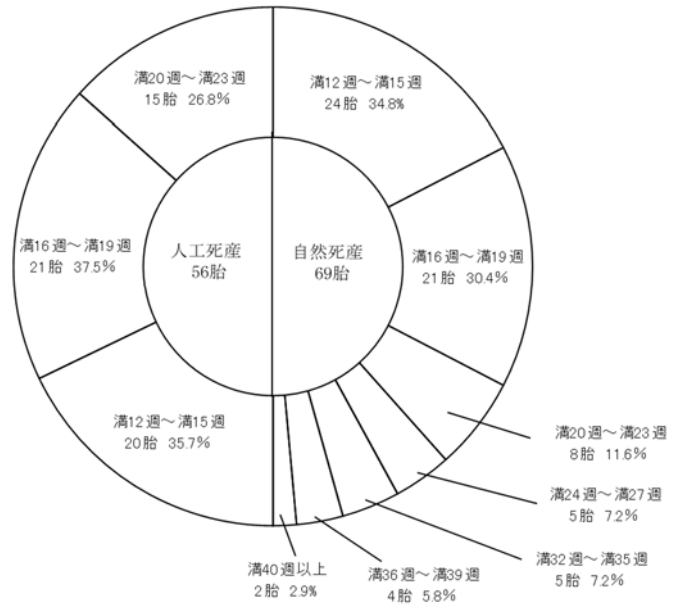 満20週～満23週
15胎 26.8%
満12週～満15週
24胎 34.8%
満16週～満19週
21胎 37.5%
人工死産
56胎
自然死産
69胎
満16週～満19週
21胎 30.4%
満12週～満15週
20胎 35.7%
満20週～満23週
8胎 11.6%
満24週～満27週
5胎 7.2%
満32週～満35週
5胎 7.2%
満36週～満39週
4胎 5.8%
満40週以上
2胎 2.9%